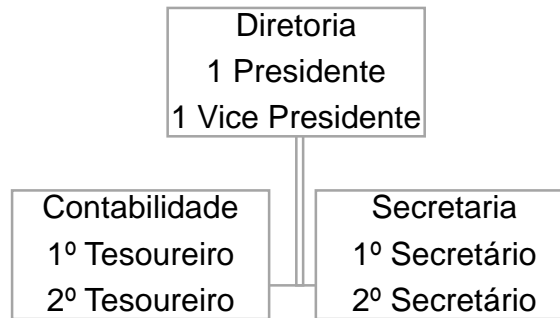 Diretoria
1 Presidente
1 Vice Presidente
Contabilidade
1º Tesoureiro
2º Tesoureiro
Secretaria
1º Secretário
2º Secretário